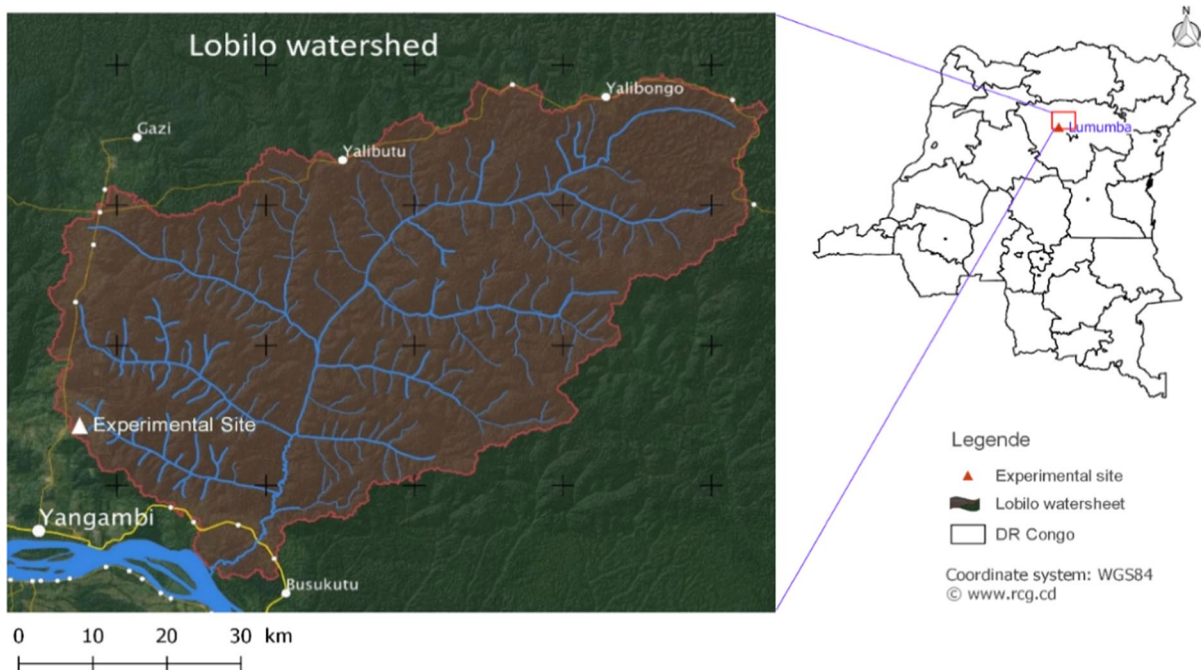 Lobilo watershed
N
Yalibongo
Gazi
Lumumba
Yalibutu
Experimental Site
Legende
Experimental site
Lobilo watersheet
Yangambi
DR Congo
Busukutu
Coordinate system: WGS84
© www.rcg.cd
0 10 20 30 km